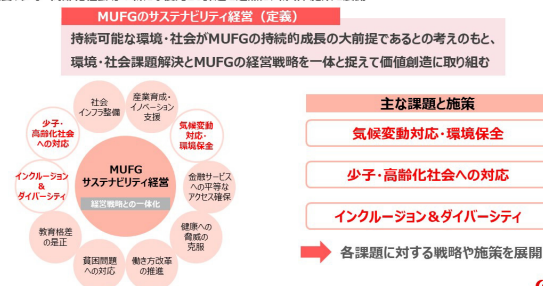 MUFGのサステナビリティ経営（定義）
持続可能な環境・社会がMUFGの持続的成長の大前提であるとの考えのもと、
環境・社会課題解決とMUFGの経営戦略を一体と捉えて価値創造に取り組む
社会
インフラ整備
産業育成・
イノベーション
支援
気候変動
対応・
環境保全
金融サービス
への平等な
アクセス確保
健康への
脅威の
克服
働き方改革
の推進
貧困問題
への対応
教育格差
の是正
インクルージョン
&
ダイバーシティ
少子・
高齢化社会
への対応
MUFG
サステナビリティ経営
経営戦略との一体化
主な課題と施策
気候変動対応・環境保全
少子・高齢化社会への対応
インクルージョン&ダイバーシティ
各課題に対する戦略や施策を展開